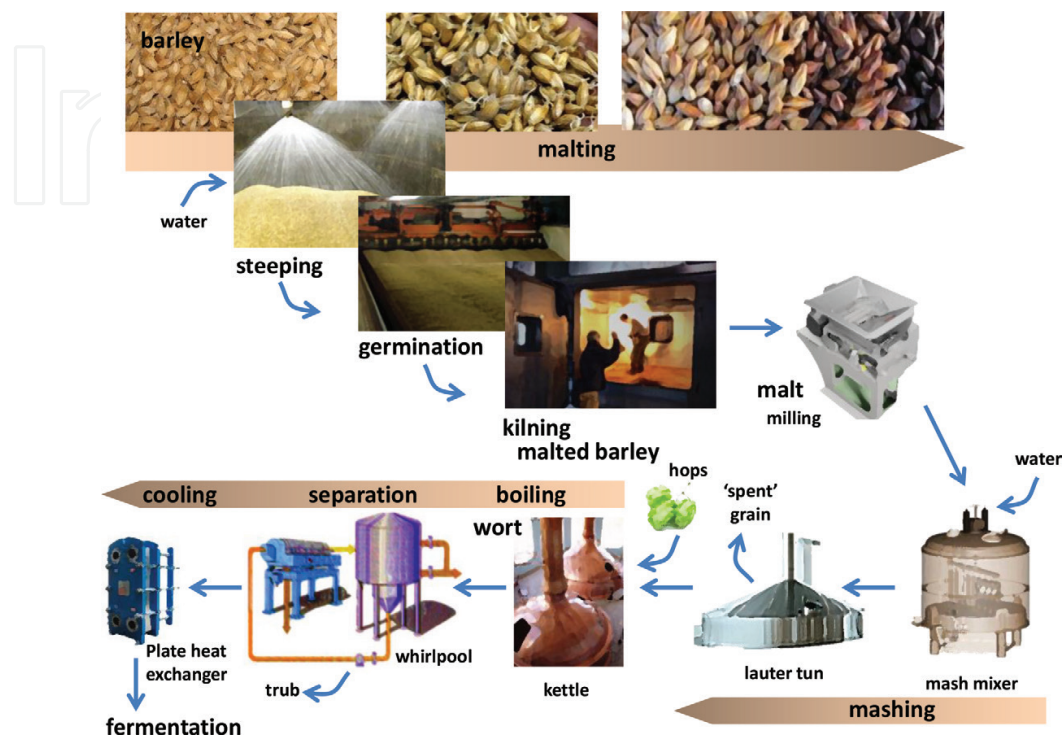 barley
malting
water
steeping
germination
kilning
malted barley
malt
milling
water
hops
'spent'
grain
cooling separation boiling
wort
Plate heat
exchanger
whirlpool
trub
kettle
lauter tun
mash mixer
mashing
fermentation